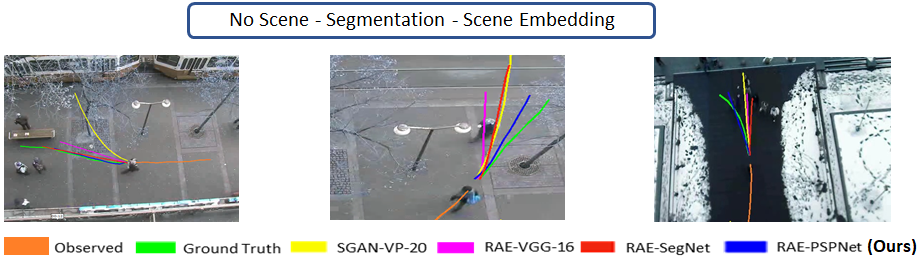 No Scene - Segmentation - Scene Embedding
Observed Ground Truth SGAN-VP-20 RAE-VGG-16 RAE-SegNet RAE-PSPNet (Ours)